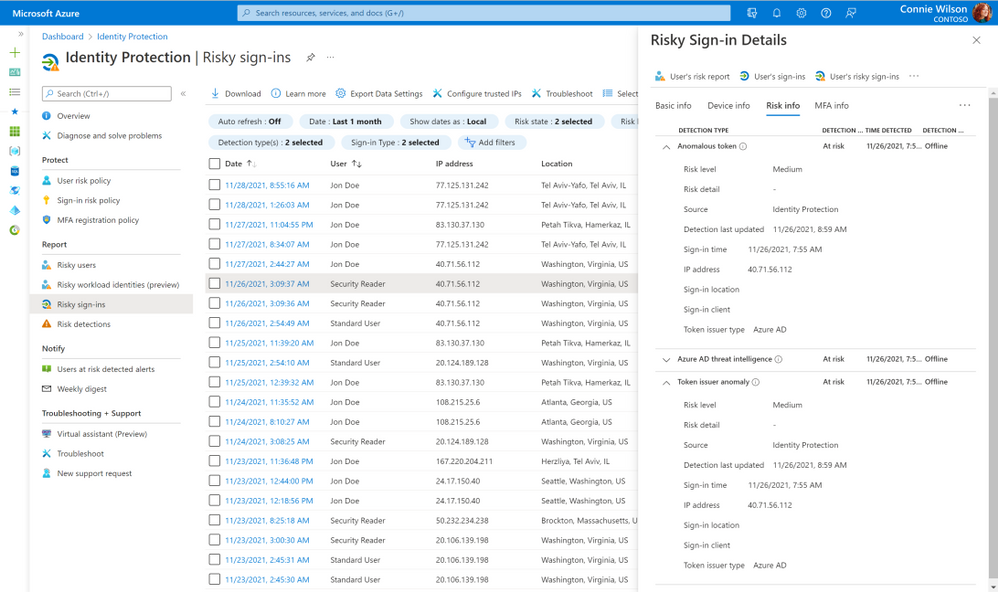 Microsoft Azure
Search resources, services, and docs (G+/)
Connie Wilson
CONTOSO
Dashboard > Identity Protection
Identity Protection | Risky sign-ins
Search (Ctrl+/)
Overview
Diagnose and solve problems
Protect
User risk policy
Sign-in risk policy
MFA registration policy
Report
Risky users
Risky workload identities (preview)
Risky sign-ins
Risk detections
Notify
Users at risk detected alerts
Weekly digest
Troubleshooting + Support
Virtual assistant (Preview)
Troubleshoot
New support request
Download Learn more Export Data Settings Configure trusted IPs Troubleshoot Select
Auto refresh : Off Date : Last 1 month Show dates as : Local Risk state : 2 selected Risk l
Detection type(s) : 2 selected Sign-in Type : 2 selected Add filters
Date User IP address Location
11/28/2021, 8:55:16 AM Jon Doe 77.125.131.242 Tel Aviv-Yafo, Tel Aviv, IL
11/28/2021, 1:26:03 AM Jon Doe 77.125.131.242 Tel Aviv-Yafo, Tel Aviv, IL
11/27/2021, 11:04:55 PM Jon Doe 83.130.37.130 Petah Tikva, Hamerkaz, IL
11/27/2021, 8:34:07 AM Jon Doe 77.125.131.242 Tel Aviv-Yafo, Tel Aviv, IL
11/27/2021, 2:44:27 AM Jon Doe 40.71.56.112 Washington, Virginia, US
11/26/2021, 3:09:37 AM Security Reader 40.71.56.112 Washington, Virginia, US
11/26/2021, 3:09:36 AM Security Reader 40.71.56.112 Washington, Virginia, US
11/26/2021, 2:54:49 AM Standard User 40.71.56.112 Washington, Virginia, US
11/25/2021, 11:39:20 AM Jon Doe 83.130.37.130 Petah Tikva, Hamerkaz, IL
11/25/2021, 2:54:10 AM Standard User 20.124.189.128 Washington, Virginia, US
11/25/2021, 12:39:32 AM Jon Doe 83.130.37.130 Petah Tikva, Hamerkaz, IL
11/24/2021, 11:35:52 AM Jon Doe 108.215.25.6 Atlanta, Georgia, US
11/24/2021, 8:10:27 AM Jon Doe 108.215.25.6 Atlanta, Georgia, US
11/24/2021, 3:08:25 AM Security Reader 20.124.189.128 Washington, Virginia, US
11/23/2021, 11:36:48 PM Jon Doe 167.220.204.211 Herzliya, Tel Aviv, IL
11/23/2021, 12:44:00 PM Jon Doe 24.17.150.40 Seattle, Washington, US
11/23/2021, 12:18:56 PM Jon Doe 24.17.150.40 Seattle, Washington, US
11/23/2021, 8:25:18 AM Security Reader 50.232.234.238 Brockton, Massachusetts, U
11/23/2021, 3:00:30 AM Security Reader 20.106.139.198 Washington, Virginia, US
11/23/2021, 2:45:31 AM Standard User 20.106.139.198 Washington, Virginia, US
11/23/2021, 2:45:30 AM Standard User 20.106.139.198 Washington, Virginia, US
Risky Sign-in Details
User's risk report User's sign-ins User's risky sign-ins ...
Basic info Device info Risk info MFA info ...
DETECTION TYPE DETECTION ... TIME DETECTED DETECTION ...
Anomalous token At risk 11/26/2021, 7:5... Offline
Risk level Medium
Risk detail -
Source Identity Protection
Detection last updated 11/26/2021, 8:59 AM
Sign-in time 11/26/2021, 7:55 AM
IP address 40.71.56.112
Sign-in location
Sign-in client
Token issuer type Azure AD
Azure AD threat intelligence At risk 11/26/2021, 7:5... Offline
Token issuer anomaly At risk 11/26/2021, 7:5... Offline
Risk level Medium
Risk detail -
Source Identity Protection
Detection last updated 11/26/2021, 8:59 AM
Sign-in time 11/26/2021, 7:55 AM
IP address 40.71.56.112
Sign-in location
Sign-in client
Token issuer type Azure AD